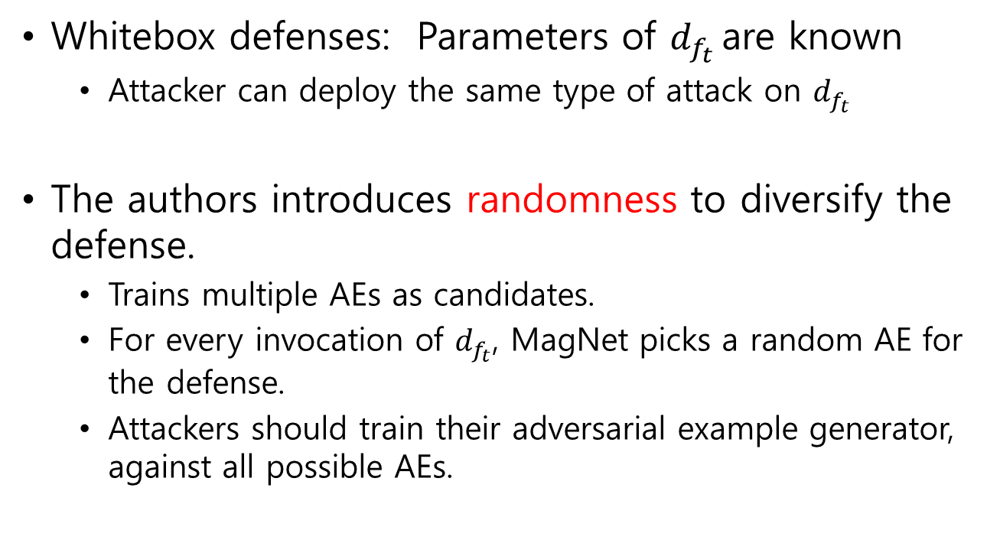 • Whitebox defenses: Parameters of $d_{f_t}$ are known
• Attacker can deploy the same type of attack on $d_{f_t}$
• The authors introduces randomness to diversify the
defense.
• Trains multiple AEs as candidates.
• For every invocation of $d_{f_t}$, MagNet picks a random AE for
the defense.
• Attackers should train their adversarial example generator,
against all possible AEs.